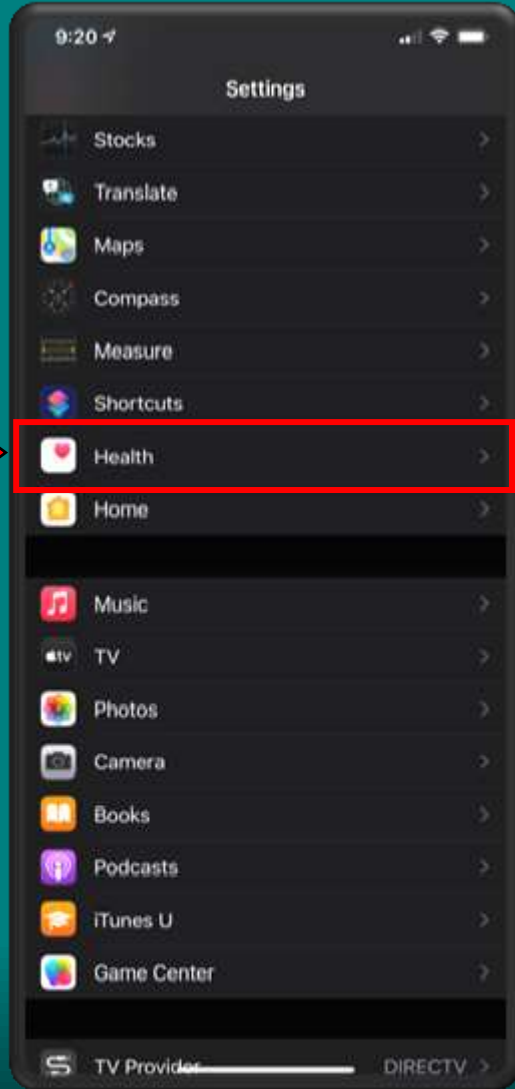 9:20
Settings
Stocks
Translate
Maps
Compass
Measure
Shortcuts
Health
Home
Music
tv TV
Photos
Camera
Books
Podcasts
iTunes U
Game Center
TV Provider DIRECTV